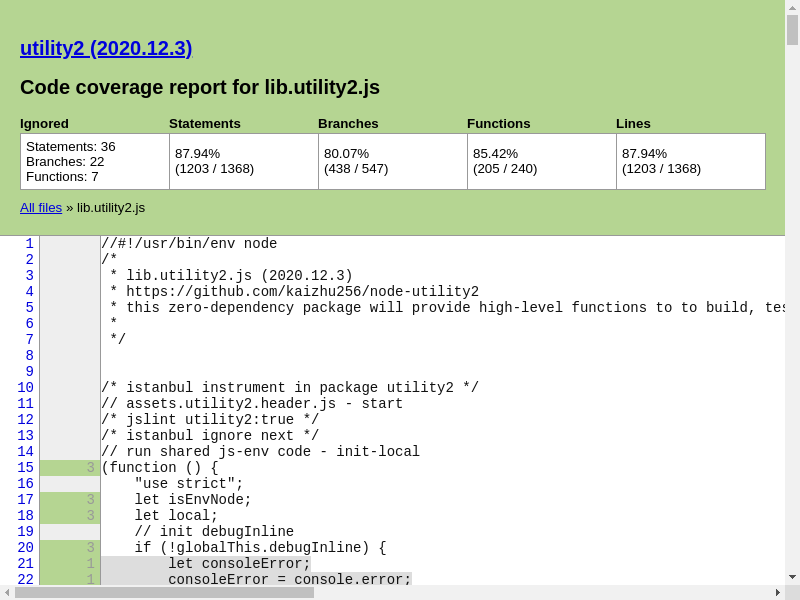 utility2 (2020.12.3)
Code coverage report for lib.utility2.js
Ignored Statements Branches Functions Lines
Statements: 36
Branches: 22
Functions: 7
87.94%
(1203 / 1368)
80.07%
(438 / 547)
85.42%
(205 / 240)
87.94%
(1203 / 1368)
All files » lib.utility2.js
1 //#!/usr/bin/env node
2 /*
3  * lib.utility2.js (2020.12.3)
4  * https://github.com/kaizhu256/node-utility2
5  * this zero-dependency package will provide high-level functions to to build, tes
6  *
7  */
8
9
10 /* istanbul instrument in package utility2 */
11 // assets.utility2.header.js - start
12 /* jslint utility2:true */
13 /* istanbul ignore next */
14 // run shared js-env code - init-local
15 3 (function () {
16     "use strict";
17 3     let isEnvNode;
18 3     let local;
19     // init debugInline
20 3     if (!globalThis.debugInline) {
21 1         let consoleError;
22 1         consoleError = console.error;